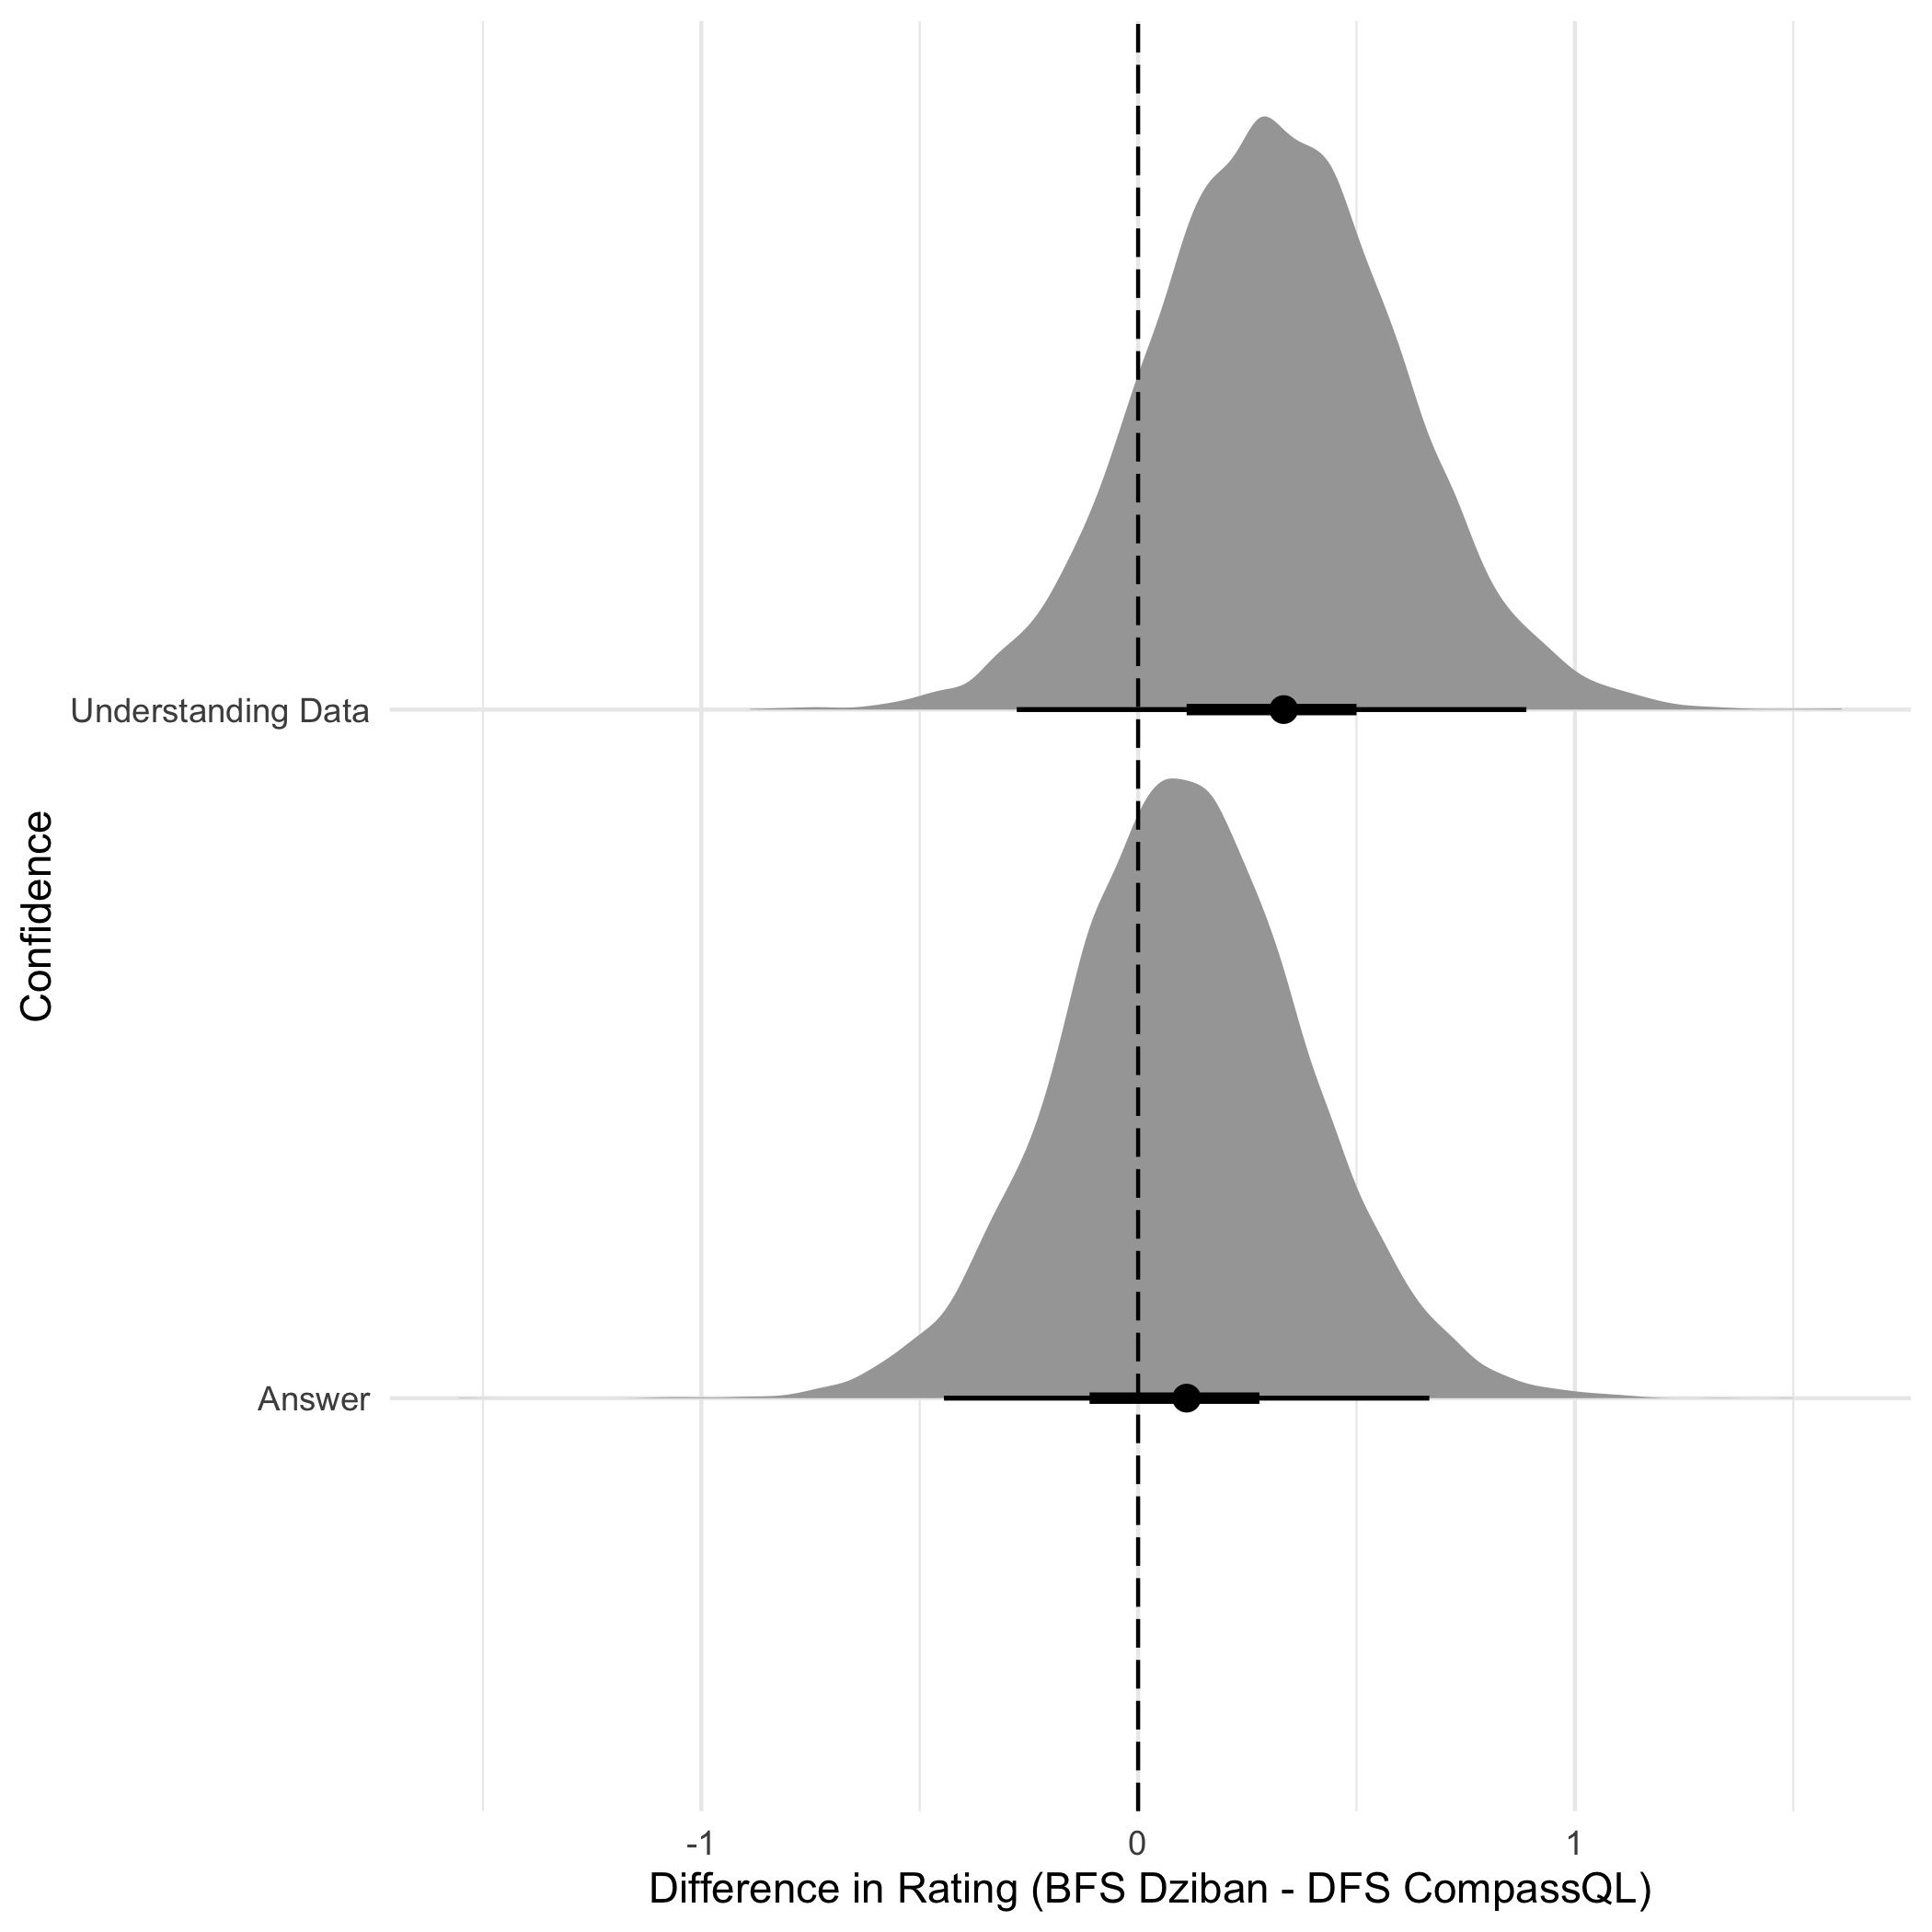 Understanding Data
Confidence
Answer
-1 0 1
Difference in Rating (BFS Dziban - DFS CompassQL)